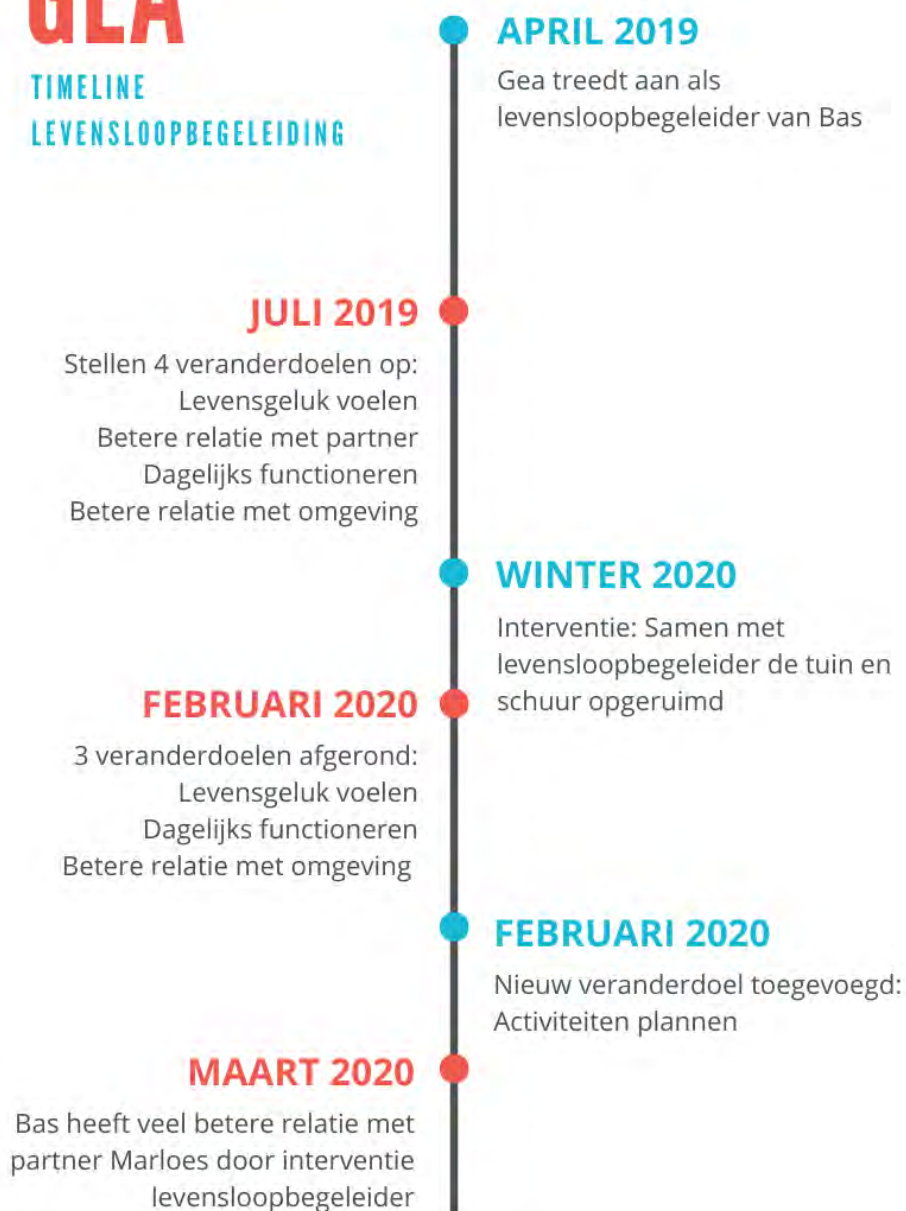 GEA
TIMELINE
LEVENSLOOPBEGELEIDING
APRIL 2019
Gea treedt aan als
levensloopbegeleider van Bas
JULI 2019
Stellen 4 veranderdoelen op:
Levensgeluk voelen
Betere relatie met partner
Dagelijks functioneren
Betere relatie met omgeving
WINTER 2020
Interventie: Samen met
levensloopbegeleider de tuin en
schuur opgeruimd
FEBRUARI 2020
3 veranderdoelen afgerond:
Levensgeluk voelen
Dagelijks functioneren
Betere relatie met omgeving
FEBRUARI 2020
Nieuw veranderdoel toegevoegd:
Activiteiten plannen
MAART 2020
Bas heeft veel betere relatie met
partner Marloes door interventie
levensloopbegeleider